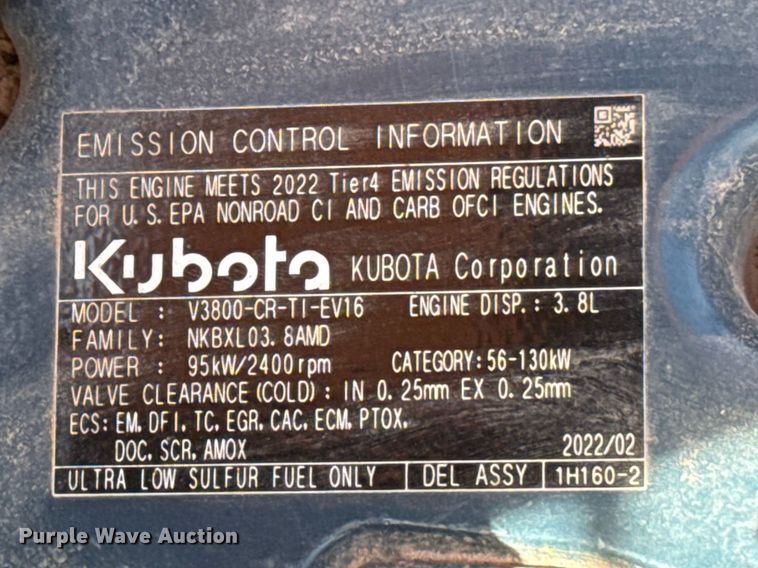 EMISSION CONTROL INFORMATION
THIS ENGINE MEETS 2022 Tier4 EMISSION REGULATIONS
FOR U.S. EPA NONROAD CI AND CARB OFCI ENGINES.
Kubota KUBOTA Corporation
MODEL : V3800-CR-TI-EV16 ENGINE DISP.: 3.8L
FAMILY: NKBXL03.8AMD
POWER : 95kW/2400rpm CATEGORY:56-130kW
VALVE CLEARANCE(COLD): IN 0.25mm EX 0.25mm
ECS: EM, DFI, TC, EGR, CAC, ECM, PTOX,
DOC, SCR, AMOX 2022/02
ULTRA LOW SULFUR FUEL ONLY DEL ASSY 1H160-2
Purple Wave Auction